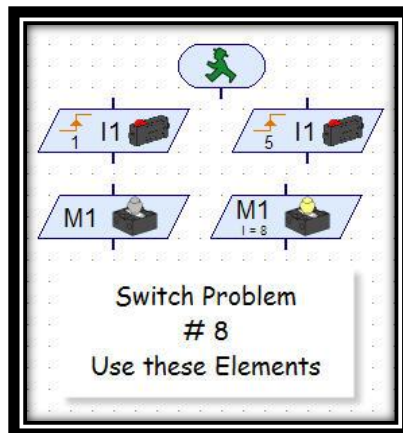 1 I1
5 I1
M1
M1
I = 8
Switch Problem
# 8
Use these Elements